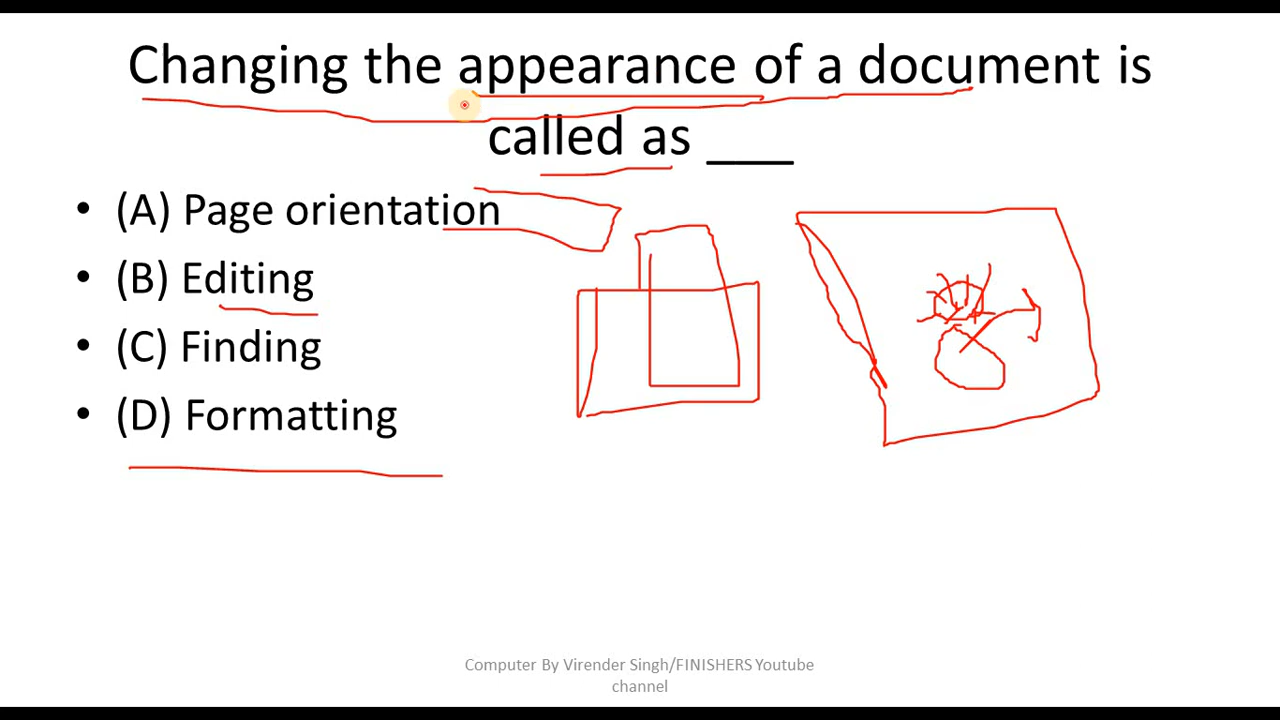 Changing the appearance of a document is
called as ___
• (A) Page orientation
• (B) Editing
• (C) Finding
• (D) Formatting
Computer By Virender Singh/FINISHERS Youtube
channel